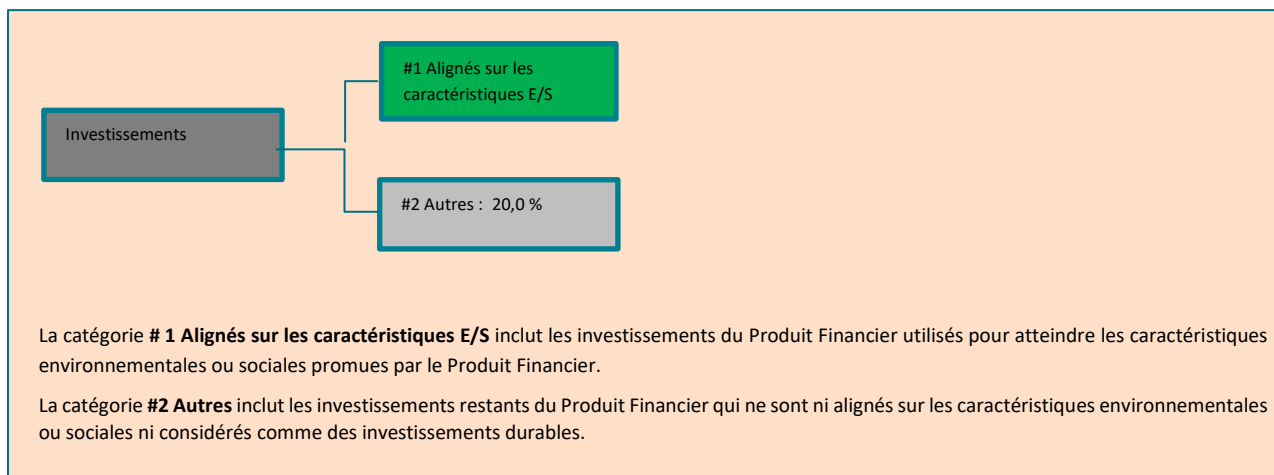 #1 Alignés sur les
caractéristiques E/S
Investissements
#2 Autres : 20,0 %
La catégorie # 1 Alignés sur les caractéristiques E/S inclut les investissements du Produit Financier utilisés pour atteindre les caractéristiques
environnementales ou sociales promues par le Produit Financier.
La catégorie #2 Autres inclut les investissements restants du Produit Financier qui ne sont ni alignés sur les caractéristiques environnementales
ou sociales ni considérés comme des investissements durables.